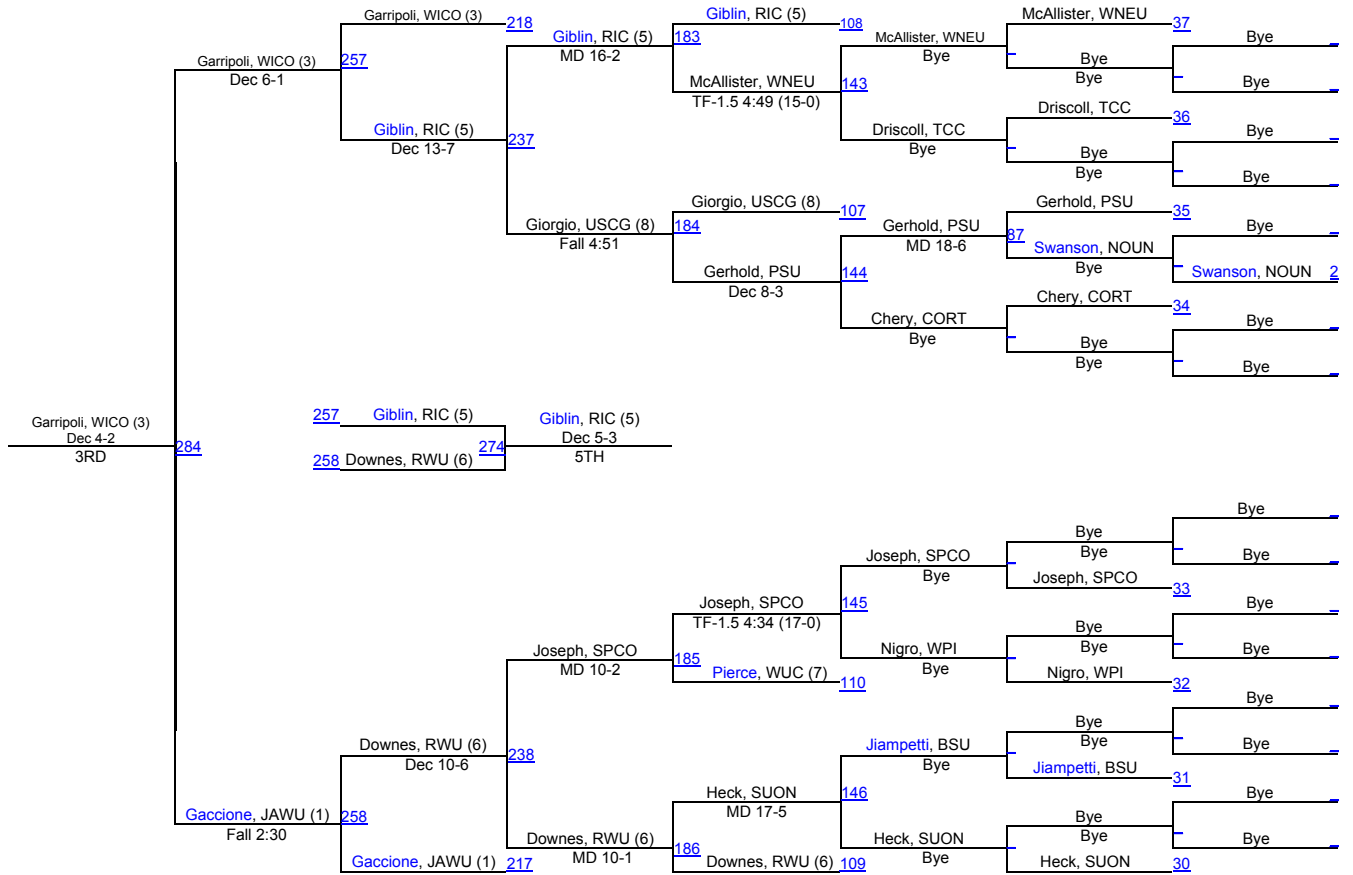 McAllister, WNEU
Giblin, RIC (5)
Garripoli, WICO (3)
37
218
108
Giblin, RIC (5)
183
McAllister, WNEU
Bye
MD 16-2
Bye
Bye
Garripoli, WICO (3)
257
Bye
Dec 6-1
McAllister, WNEU
143
Bye
TF-1.5 4:49 (15-0)
Driscoll, TCC
36
Giblin, RIC (5)
237
Driscoll, TCC
Bye
Dec 13-7
Bye
Bye
Bye
Bye
Giorgio, USCG (8)
107
Gerhold, PSU
35
Giorgio, USCG (8)
184
Gerhold, PSU
87
Bye
Fall 4:51
MD 18-6
Swanson, NOUN
Bye
Gerhold, PSU
144
Swanson, NOUN 2
Dec 8-3
Chery, CORT
34
Chery, CORT
Bye
Bye
Bye
Bye
Bye
257 Giblin, RIC (5)
Giblin, RIC (5)
Garripoli, WICO (3)
Dec 4-2
Dec 5-3
284
274
3RD
5TH
258 Downes, RWU (6)
Bye
Bye
Bye
Bye
Joseph, SPCO
Bye
Joseph, SPCO
33
Joseph, SPCO
145
Bye
TF-1.5 4:34 (17-0)
Bye
Bye
Nigro, WPI
Bye
Bye
Joseph, SPCO
185
MD 10-2
Pierce, WUC (7)
110
Nigro, WPI
32
Bye
Bye
Bye
Downes, RWU (6)
238
Jiampetti, BSU
Bye
Dec 10-6
Bye
Jiampetti, BSU
31
Heck, SUON
146
Bye
MD 17-5
Gaccione, JAWU (1)
258
Bye
Bye
Fall 2:30
Downes, RWU (6)
186
Heck, SUON
Bye
MD 10-1
Bye
Gaccione, JAWU (1)
217
Downes, RWU (6)
109
Heck, SUON
30